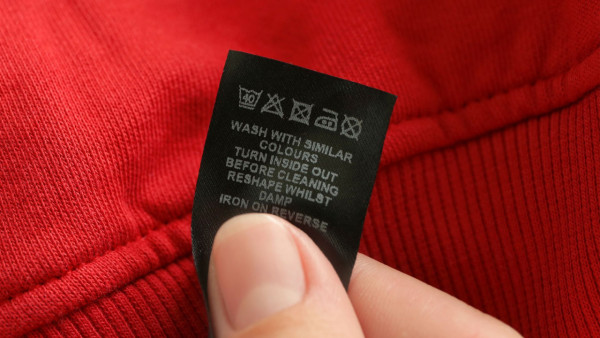 40
WASH WITH SIMILAR
COLOURS
TURN INSIDE OUT
BEFORE CLEANING
RESHAPE WHILST
DAMP
IRON ON REVERSE